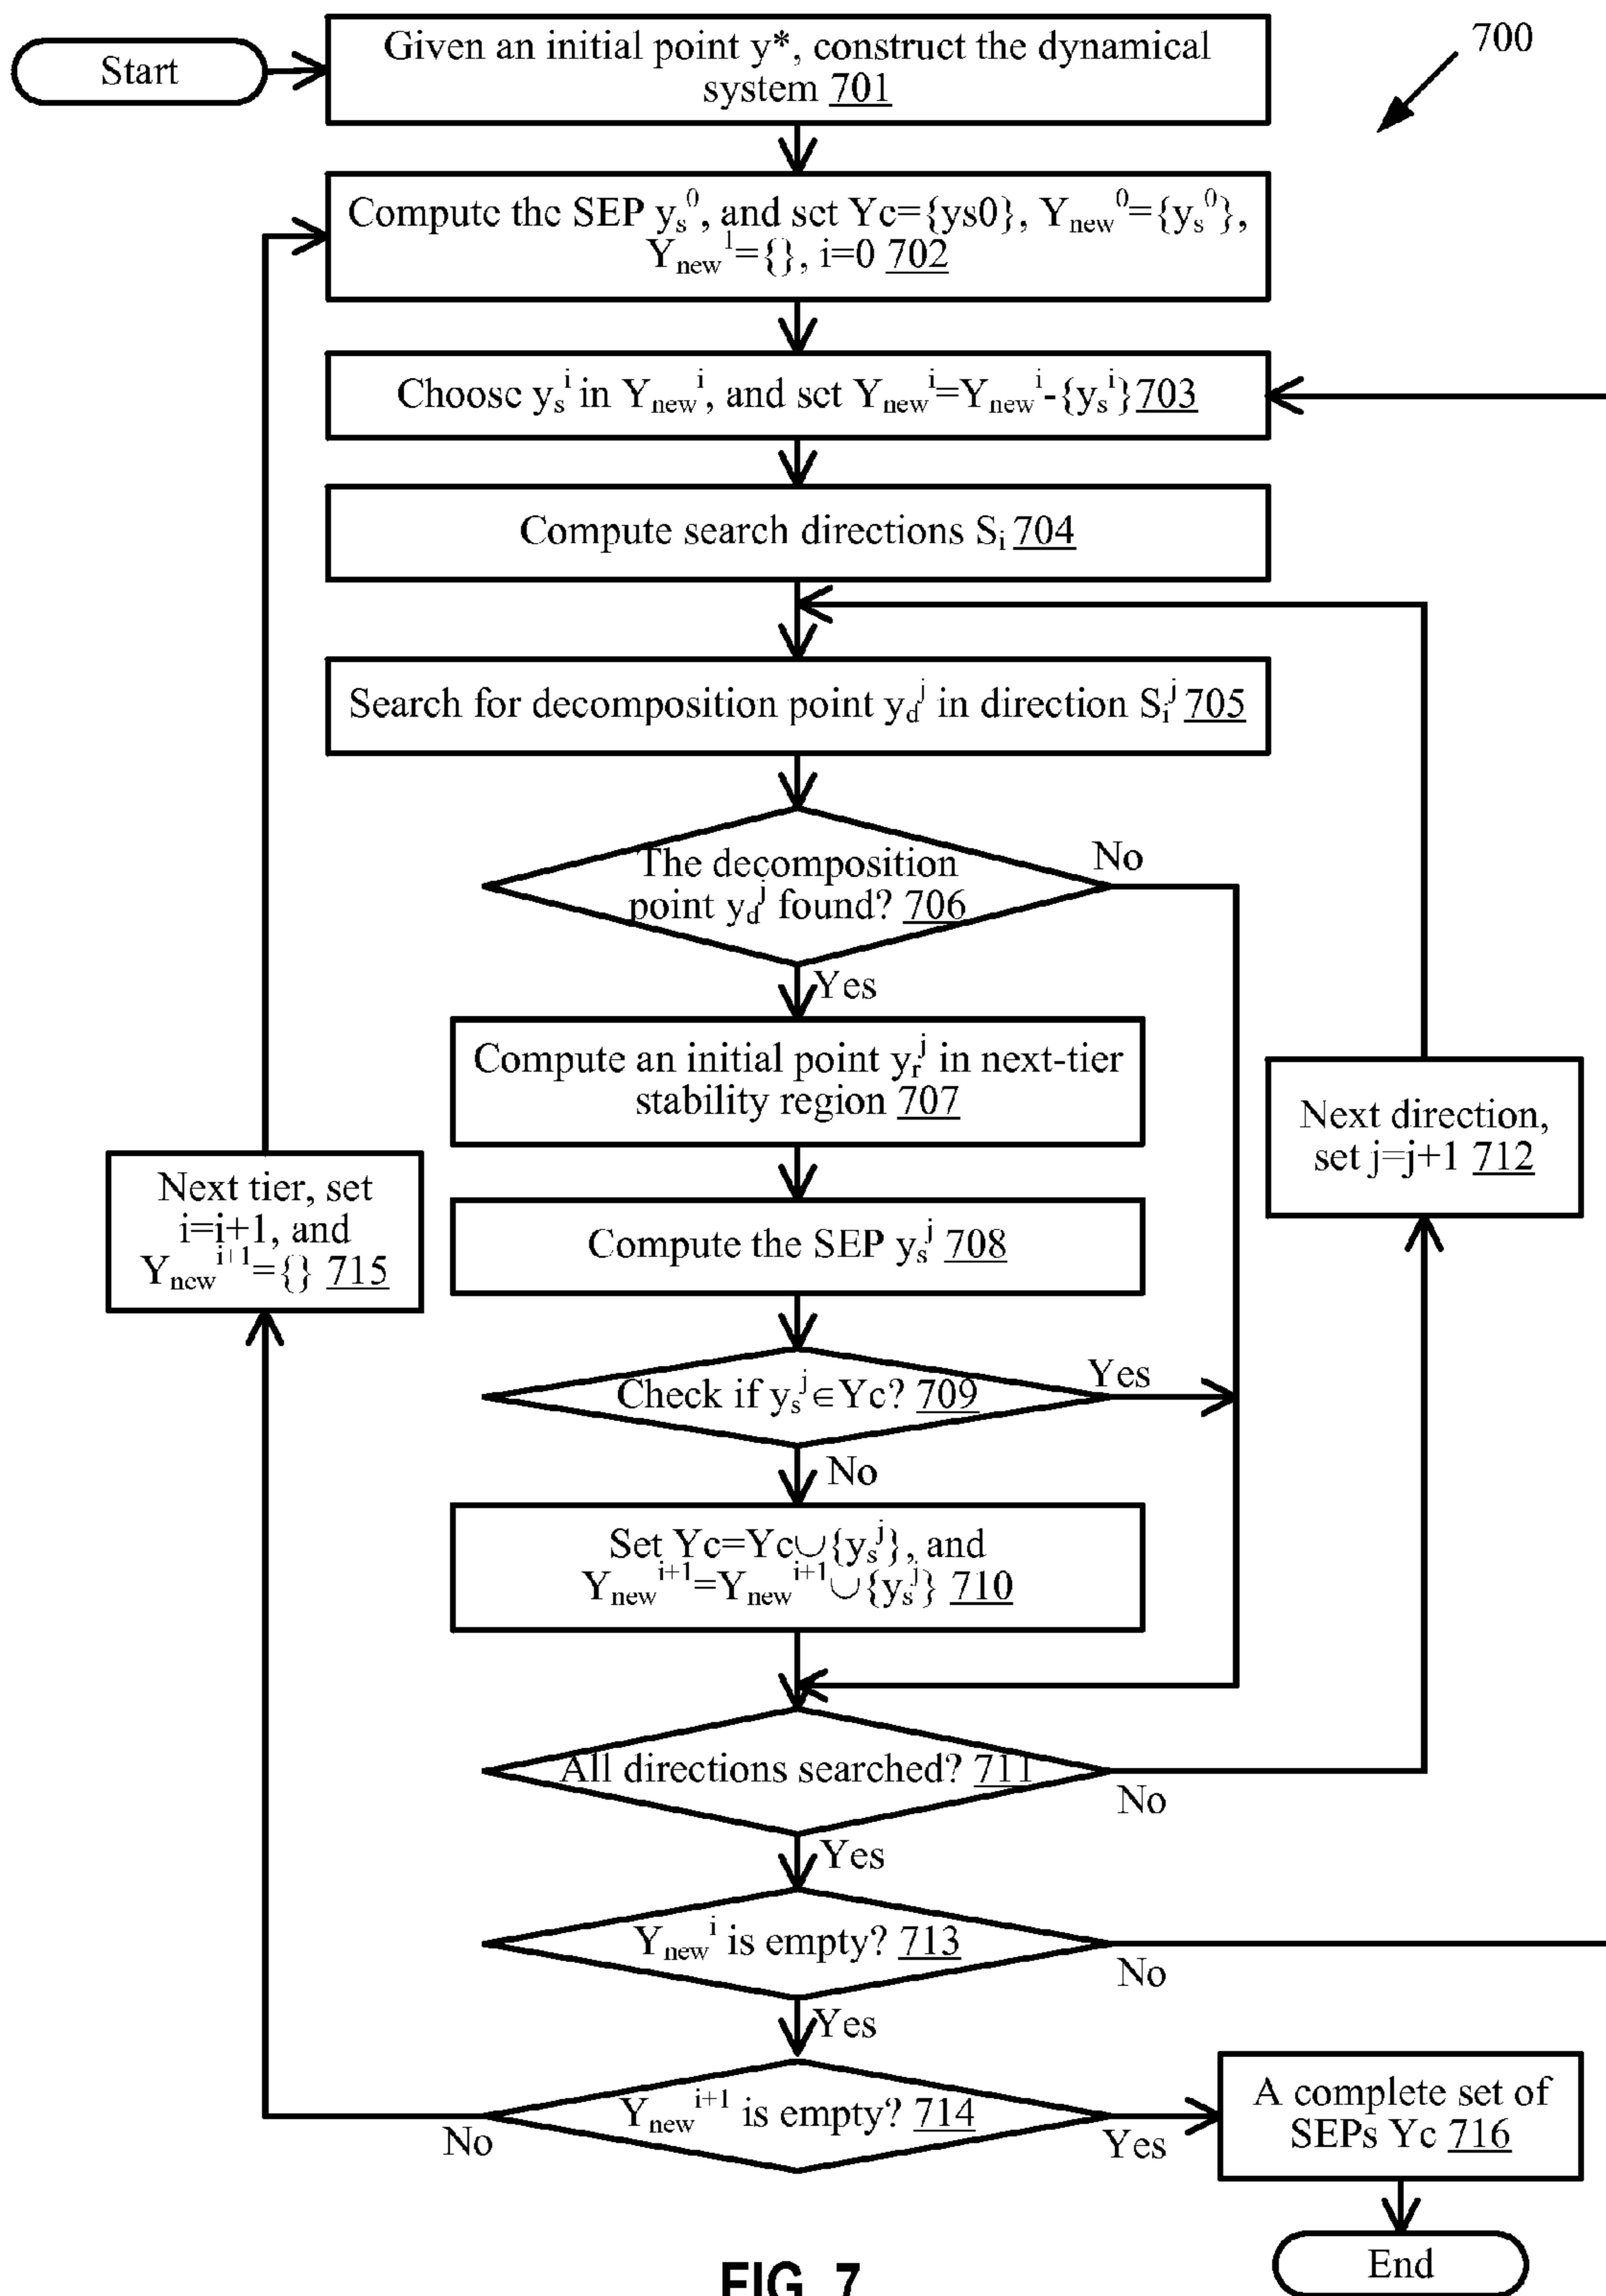 700
Start
Given an initial point y*, construct the dynamical
system 701
Compute the SEP yₛ⁰, and set Yc={ys0}, Yₙₑw⁰={yₛ⁰},
Yₙₑw¹={}, i=0 702
Choose yₛⁱ in Yₙₑwⁱ, and set Yₙₑwⁱ=Yₙₑwⁱ-{yₛⁱ}703
Compute search directions Sᵢ 704
Search for decomposition point y_dʲ in direction Sᵢʲ 705
The decomposition
point y_dʲ found? 706
No
Yes
Compute an initial point yᵣʲ in next-tier
stability region 707
Next direction,
set j=j+1 712
Next tier, set
i=i+1, and
Yₙₑwⁱ⁺¹={} 715
Compute the SEP yₛʲ 708
Check if yₛʲ∈Yc? 709
Yes
No
Set Yc=Yc∪{yₛʲ}, and
Yₙₑwⁱ⁺¹=Yₙₑwⁱ⁺¹∪{yₛʲ} 710
All directions searched? 711
No
Yes
Yₙₑwⁱ is empty? 713
No
Yes
Yₙₑwⁱ⁺¹ is empty? 714
No
Yes
A complete set of
SEPs Yc 716
End
FIG. 7